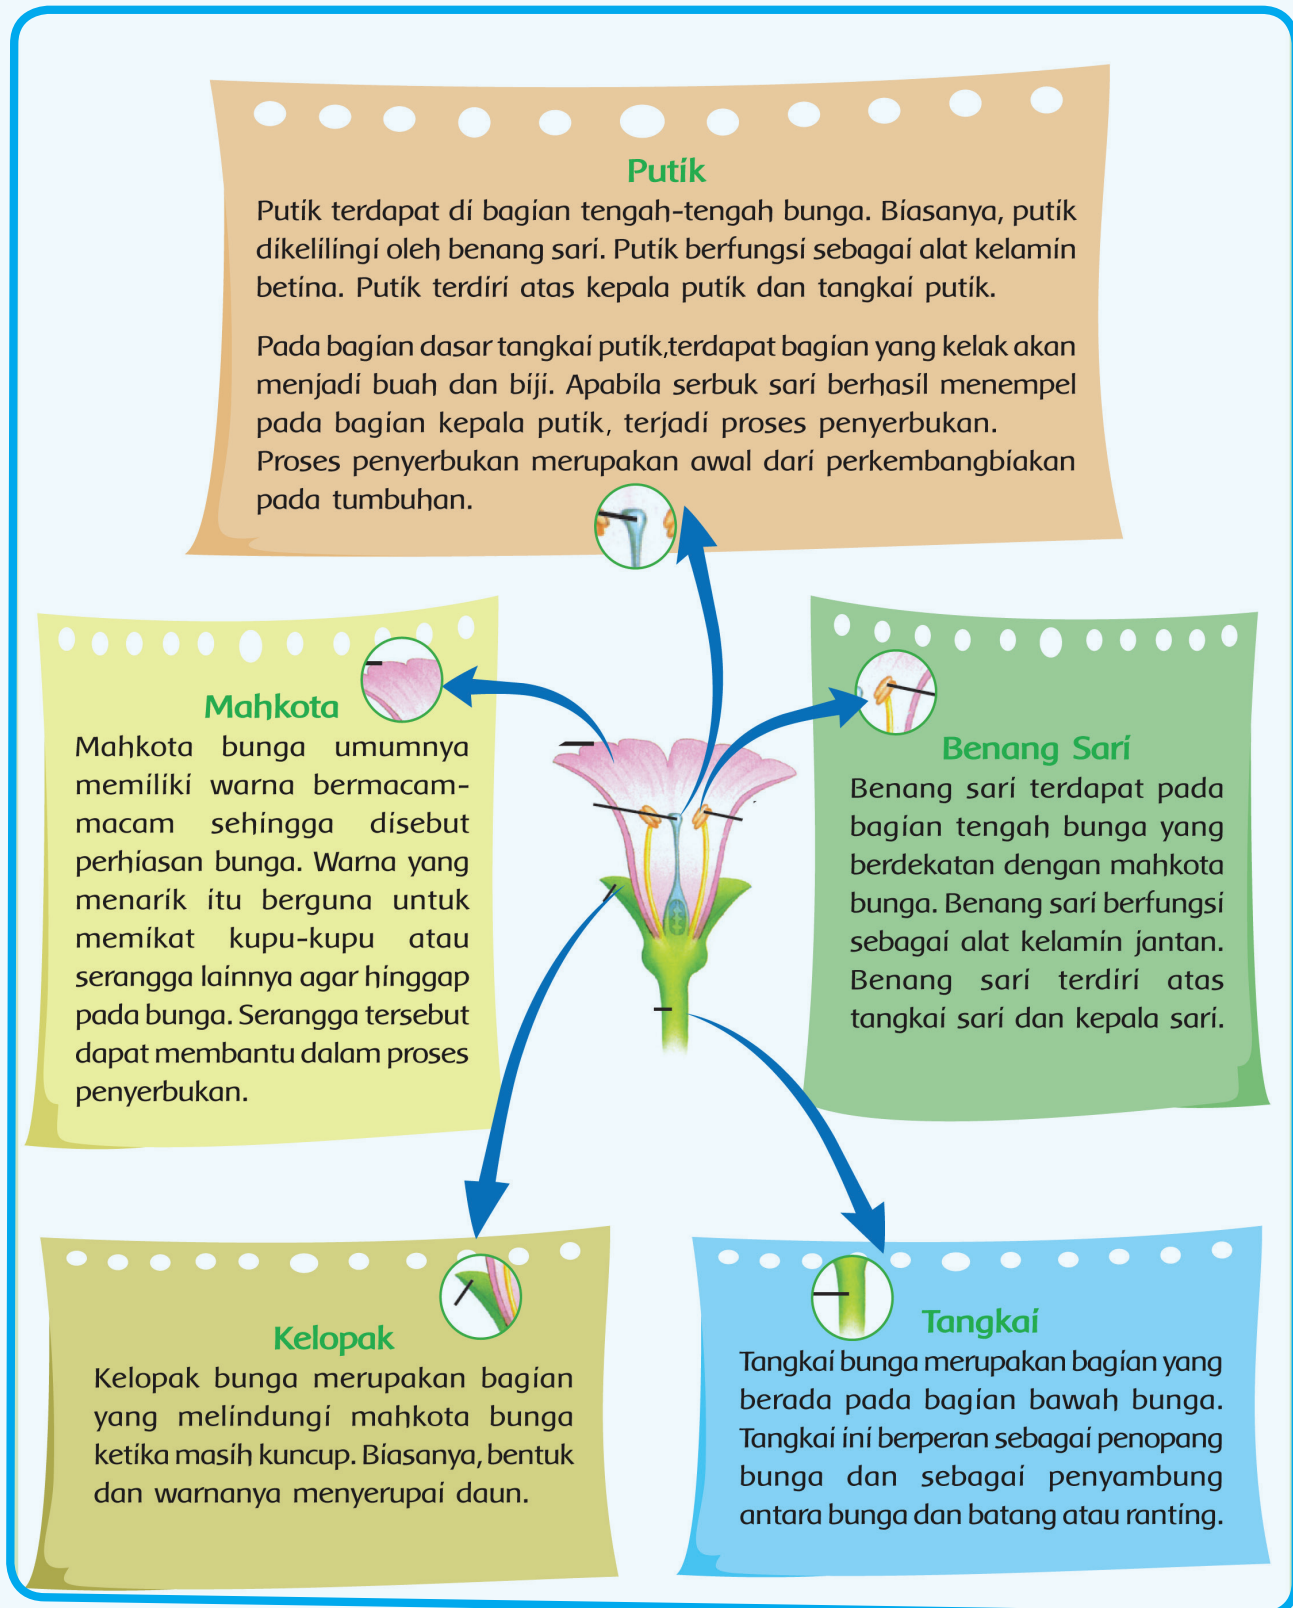 Putik
Putik terdapat di bagian tengah-tengah bunga. Biasanya, putik
dikelilingi oleh benang sari. Putik berfungsi sebagai alat kelamin
betina. Putik terdiri atas kepala putik dan tangkai putik.
Pada bagian dasar tangkai putik,terdapat bagian yang kelak akan
menjadi buah dan biji. Apabila serbuk sari berhasil menempel
pada bagian kepala putik, terjadi proses penyerbukan.
Proses penyerbukan merupakan awal dari perkembangbiakan
pada tumbuhan.
Mahkota
Mahkota bunga umumnya
memiliki warna bermacam-
macam sehingga disebut
perhiasan bunga. Warna yang
menarik itu berguna untuk
memikat kupu-kupu atau
serangga lainnya agar hinggap
pada bunga. Serangga tersebut
dapat membantu dalam proses
penyerbukan.
Benang Sari
Benang sari terdapat pada
bagian tengah bunga yang
berdekatan dengan mahkota
bunga. Benang sari berfungsi
sebagai alat kelamin jantan.
Benang sari terdiri atas
tangkai sari dan kepala sari.
Kelopak
Kelopak bunga merupakan bagian
yang melindungi mahkota bunga
ketika masih kuncup. Biasanya, bentuk
dan warnanya menyerupai daun.
Tangkai
Tangkai bunga merupakan bagian yang
berada pada bagian bawah bunga.
Tangkai ini berperan sebagai penopang
bunga dan sebagai penyambung
antara bunga dan batang atau ranting.